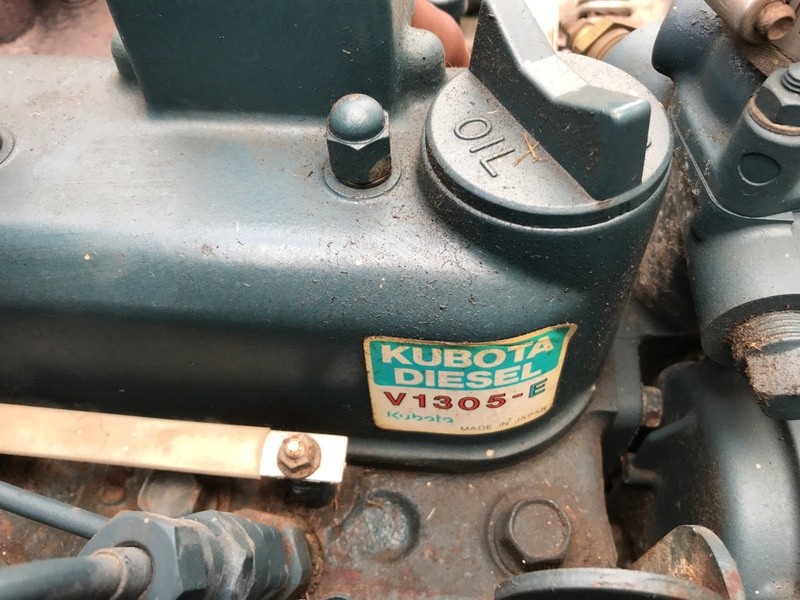 OIL
KUBOTA
DIESEL
V1305-E
Kubota
MADE IN JAPAN